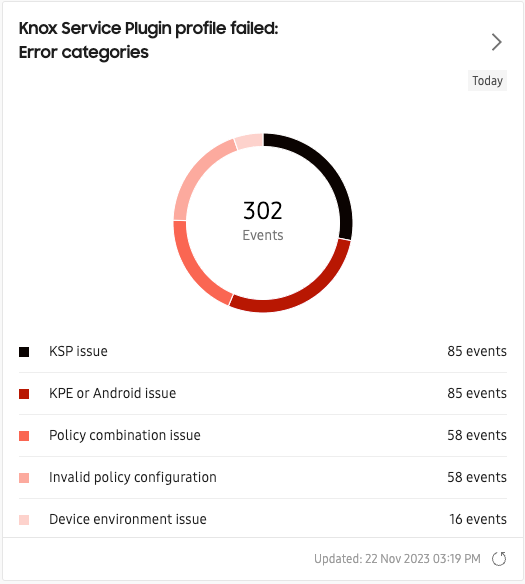 Knox Service Plugin profile failed:
Error categories
Today
302
Events
KSP issue 85 events
KPE or Android issue 85 events
Policy combination issue 58 events
Invalid policy configuration 58 events
Device environment issue 16 events
Updated: 22 Nov 2023 03:19 PM